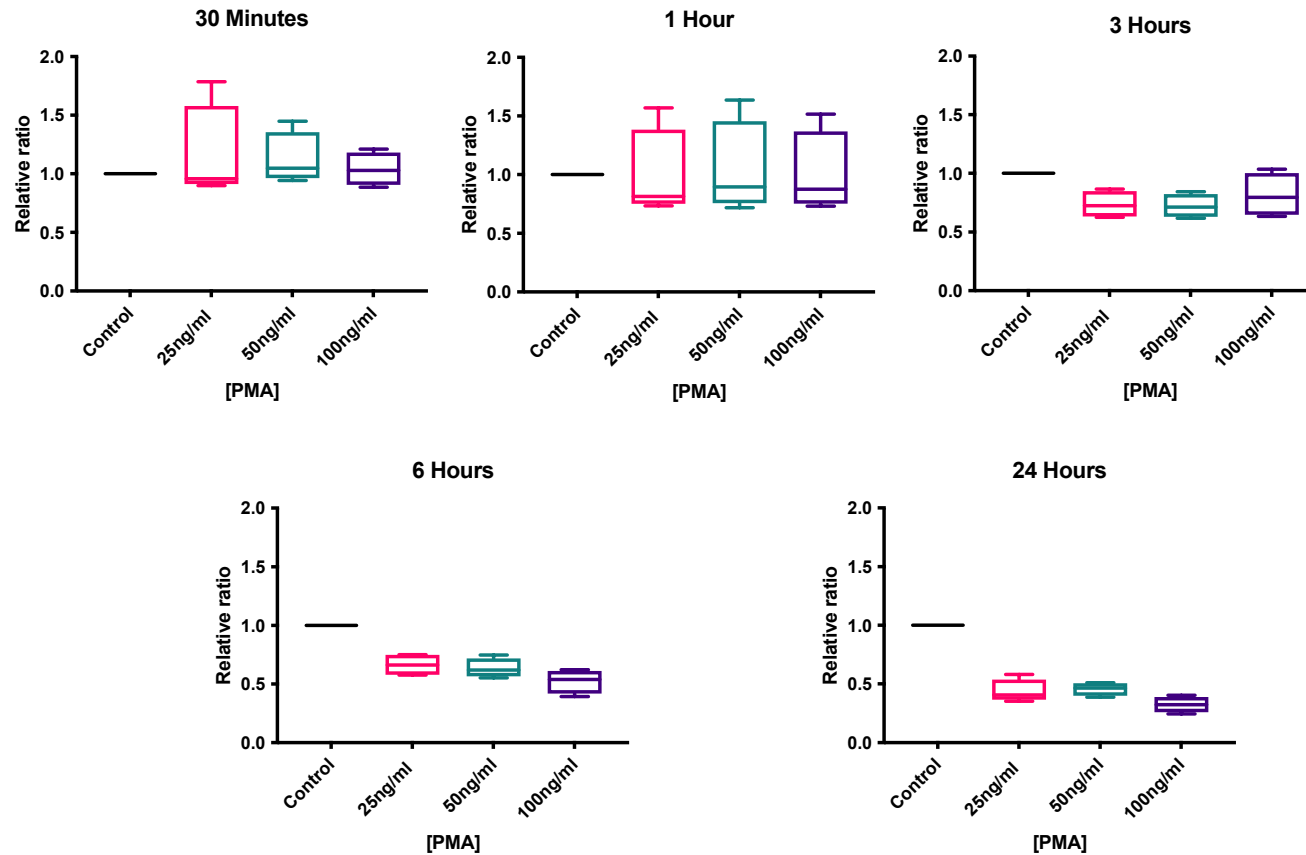 30 Minutes
2.0
1.5
1.0
0.5
0.0
Relative ratio
Control
25ng/ml
50ng/ml
100ng/ml
[PMA]
1 Hour
2.0
1.5
1.0
0.5
0.0
Relative ratio
Control
25ng/ml
50ng/ml
100ng/ml
[PMA]
3 Hours
2.0
1.5
1.0
0.5
0.0
Relative ratio
Control
25ng/ml
50ng/ml
100ng/ml
[PMA]
6 Hours
2.0
1.5
1.0
0.5
0.0
Relative ratio
Control
25ng/ml
50ng/ml
100ng/ml
[PMA]
24 Hours
2.0
1.5
1.0
0.5
0.0
Relative ratio
Control
25ng/ml
50ng/ml
100ng/ml
[PMA]